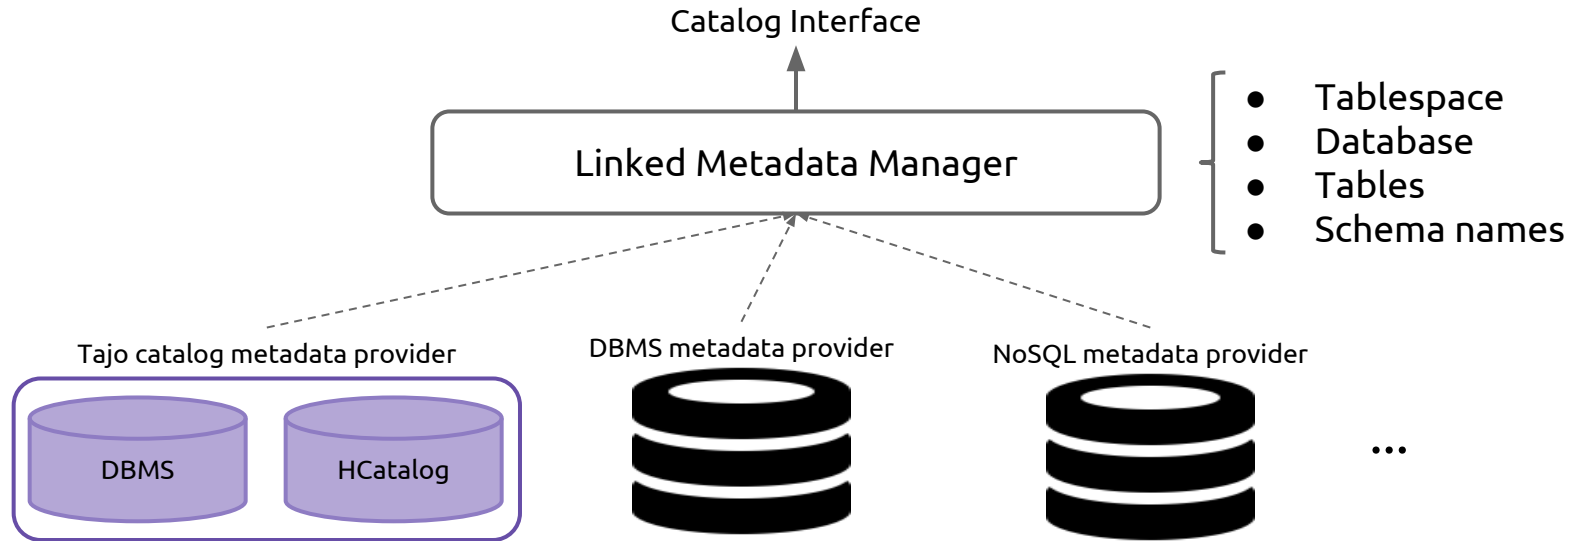 Catalog Interface
Linked Metadata Manager
● Tablespace
● Database
● Tables
● Schema names
Tajo catalog metadata provider
DBMS metadata provider
NoSQL metadata provider
DBMS
HCatalog
...